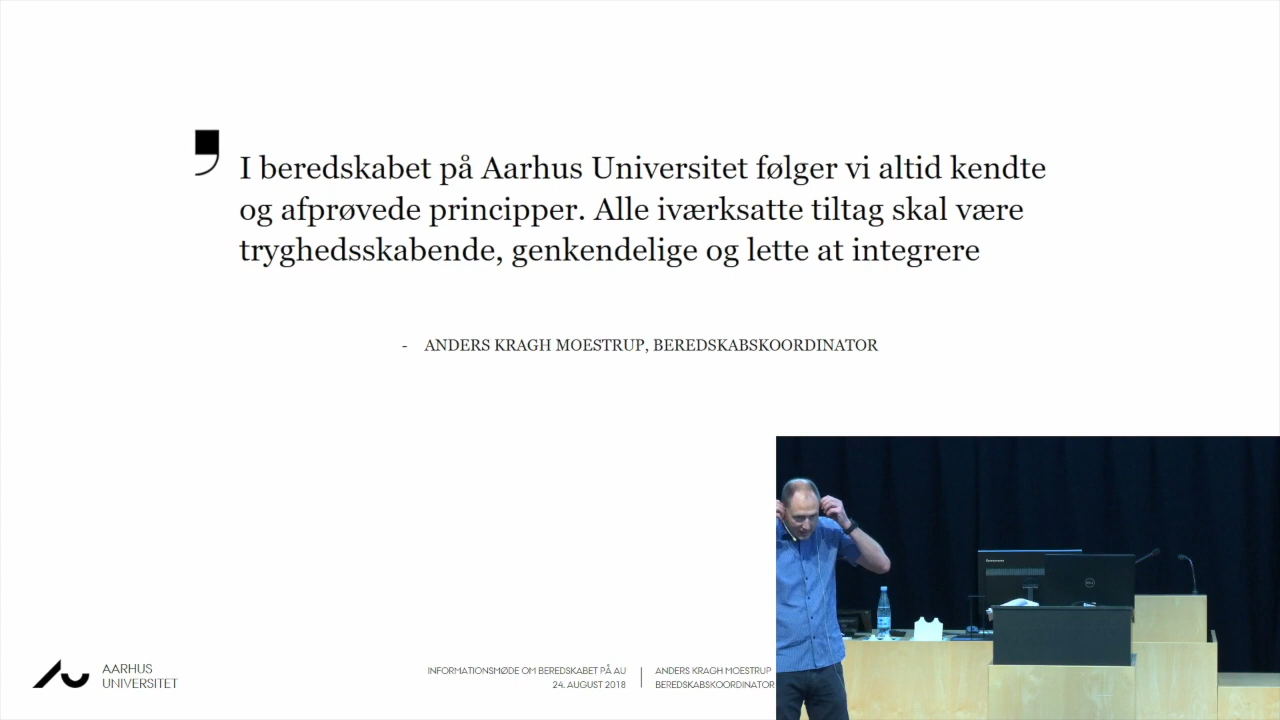 I beredskabet på Aarhus Universitet følger vi altid kendte
og afprøvede principper. Alle iværksatte tiltag skal være
tryghedsskabende, genkendelige og lette at integrere
- ANDERS KRAGH MOESTRUP, BEREDSKABSKOORDINATOR
AARHUS
UNIVERSITET
INFORMATIONSMØDE OM BEREDSKABET PÅ AU
24. AUGUST 2018
ANDERS KRAGH MOESTRUP
BEREDSKABSKOORDINATOR
DELL